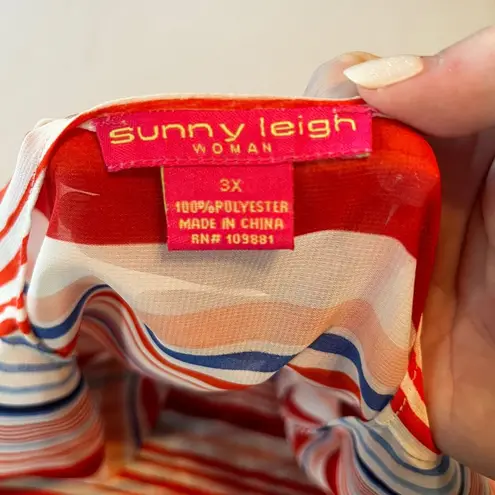 sunny leigh
WOMAN
3X
100%POLYESTER
MADE IN CHINA
RN# 109881